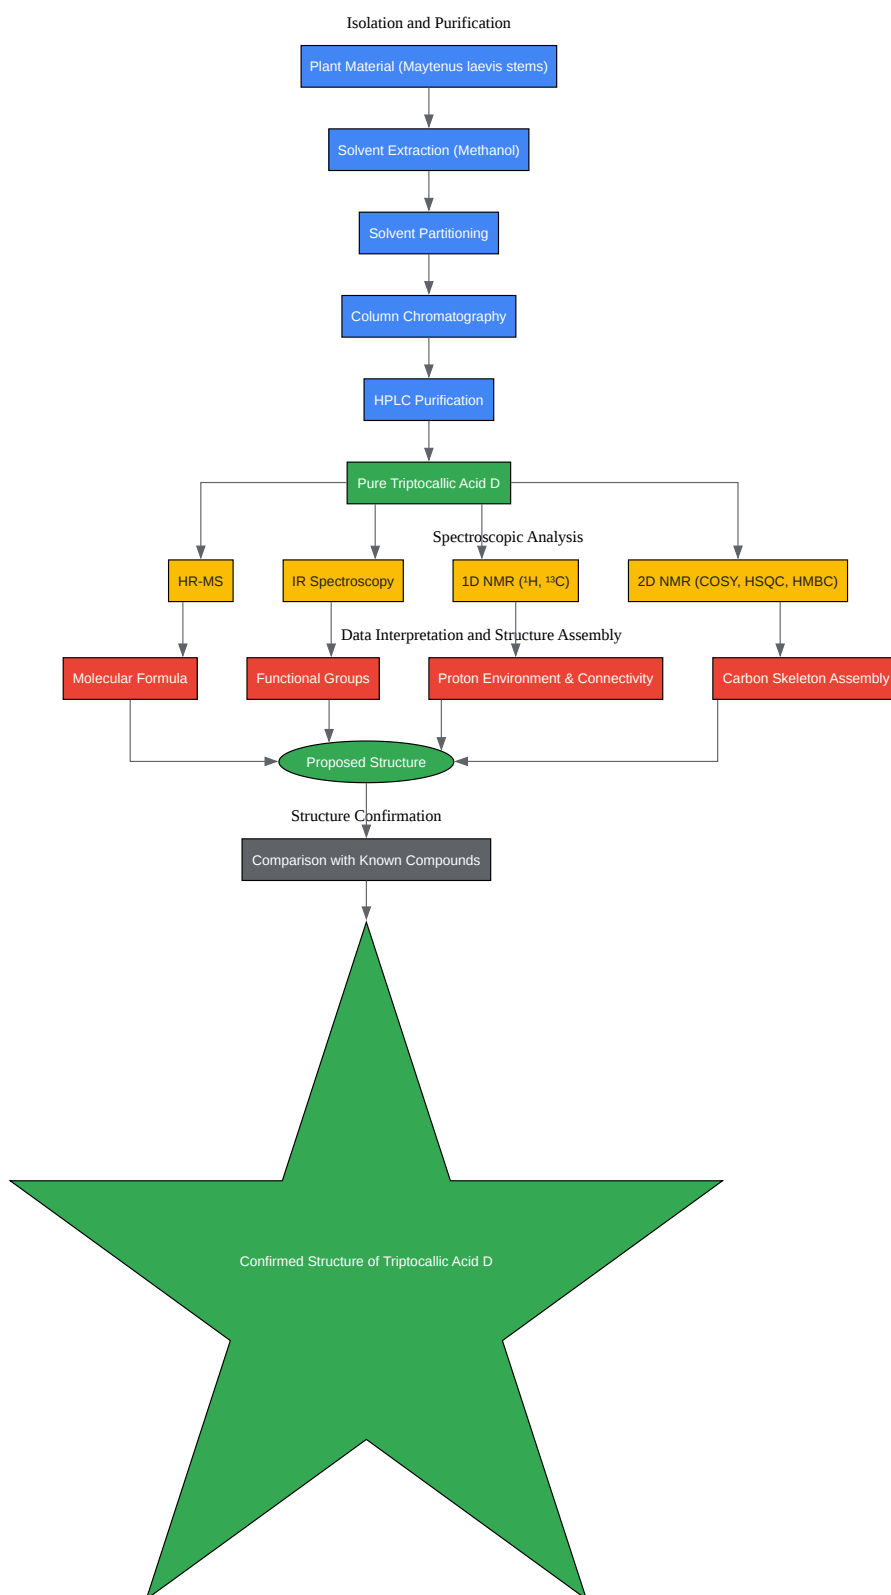 Isolation and Purification
Plant Material (Maytenus laevis stems)
Solvent Extraction (Methanol)
Solvent Partitioning
Column Chromatography
HPLC Purification
Pure Triptocallic Acid D
Spectroscopic Analysis
HR-MS
IR Spectroscopy
1D NMR (¹H, ¹³C)
2D NMR (COSY, HSQC, HMBC)
Data Interpretation and Structure Assembly
Molecular Formula
Functional Groups
Proton Environment & Connectivity
Carbon Skeleton Assembly
Proposed Structure
Structure Confirmation
Comparison with Known Compounds
Confirmed Structure of Triptocallic Acid D